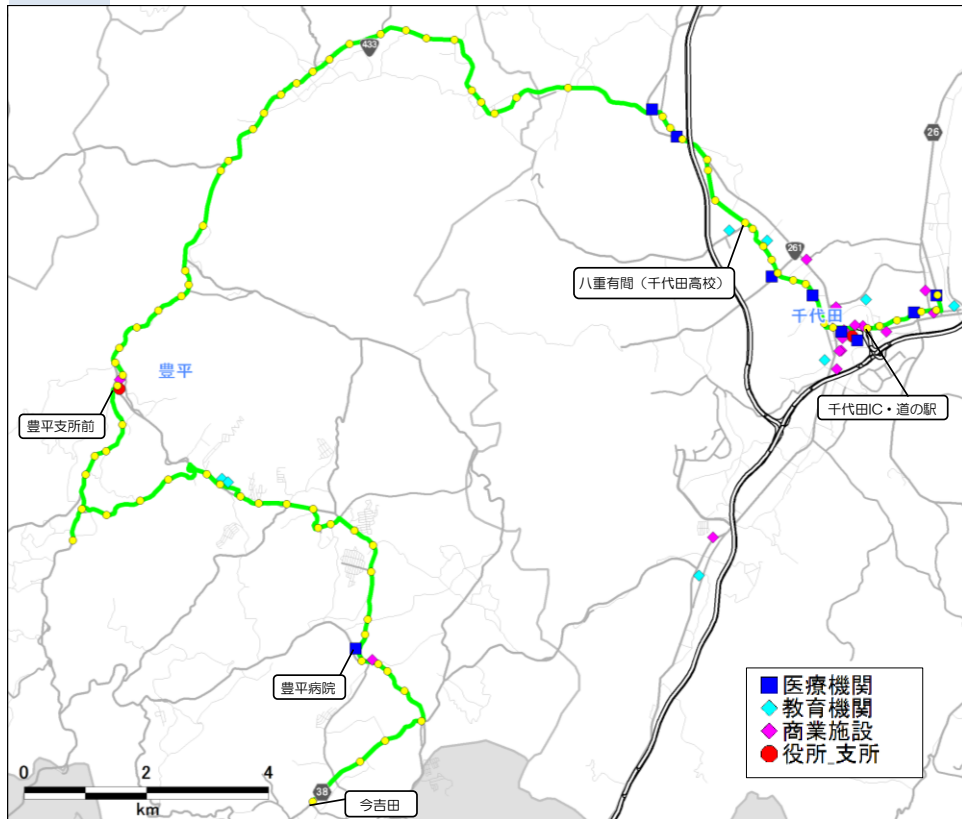 433
26
261
八重有間（千代田高校）
千代田
豊平
千代田IC・道の駅
豊平支所前
豊平病院
医療機関
教育機関
商業施設
役所_支所
0 2 4
km
38
今吉田